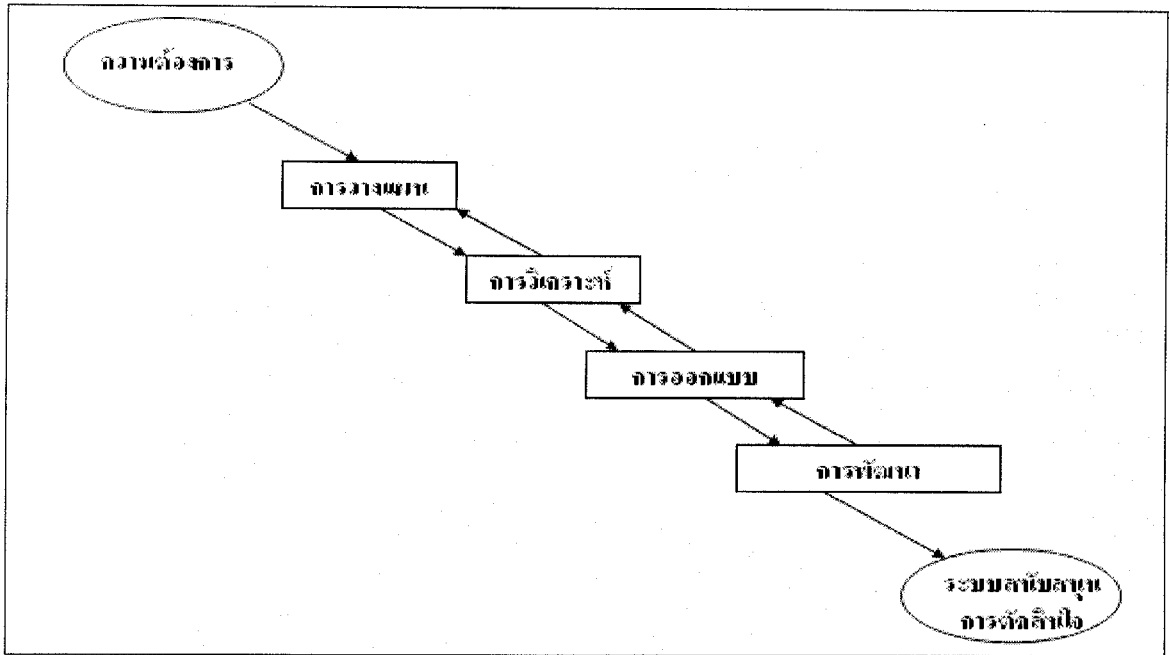 ความต้องการ
การวางแผน
การวิเคราะห์
การออกแบบ
การพัฒนา
ระบบสนับสนุน
การตัดสินใจ